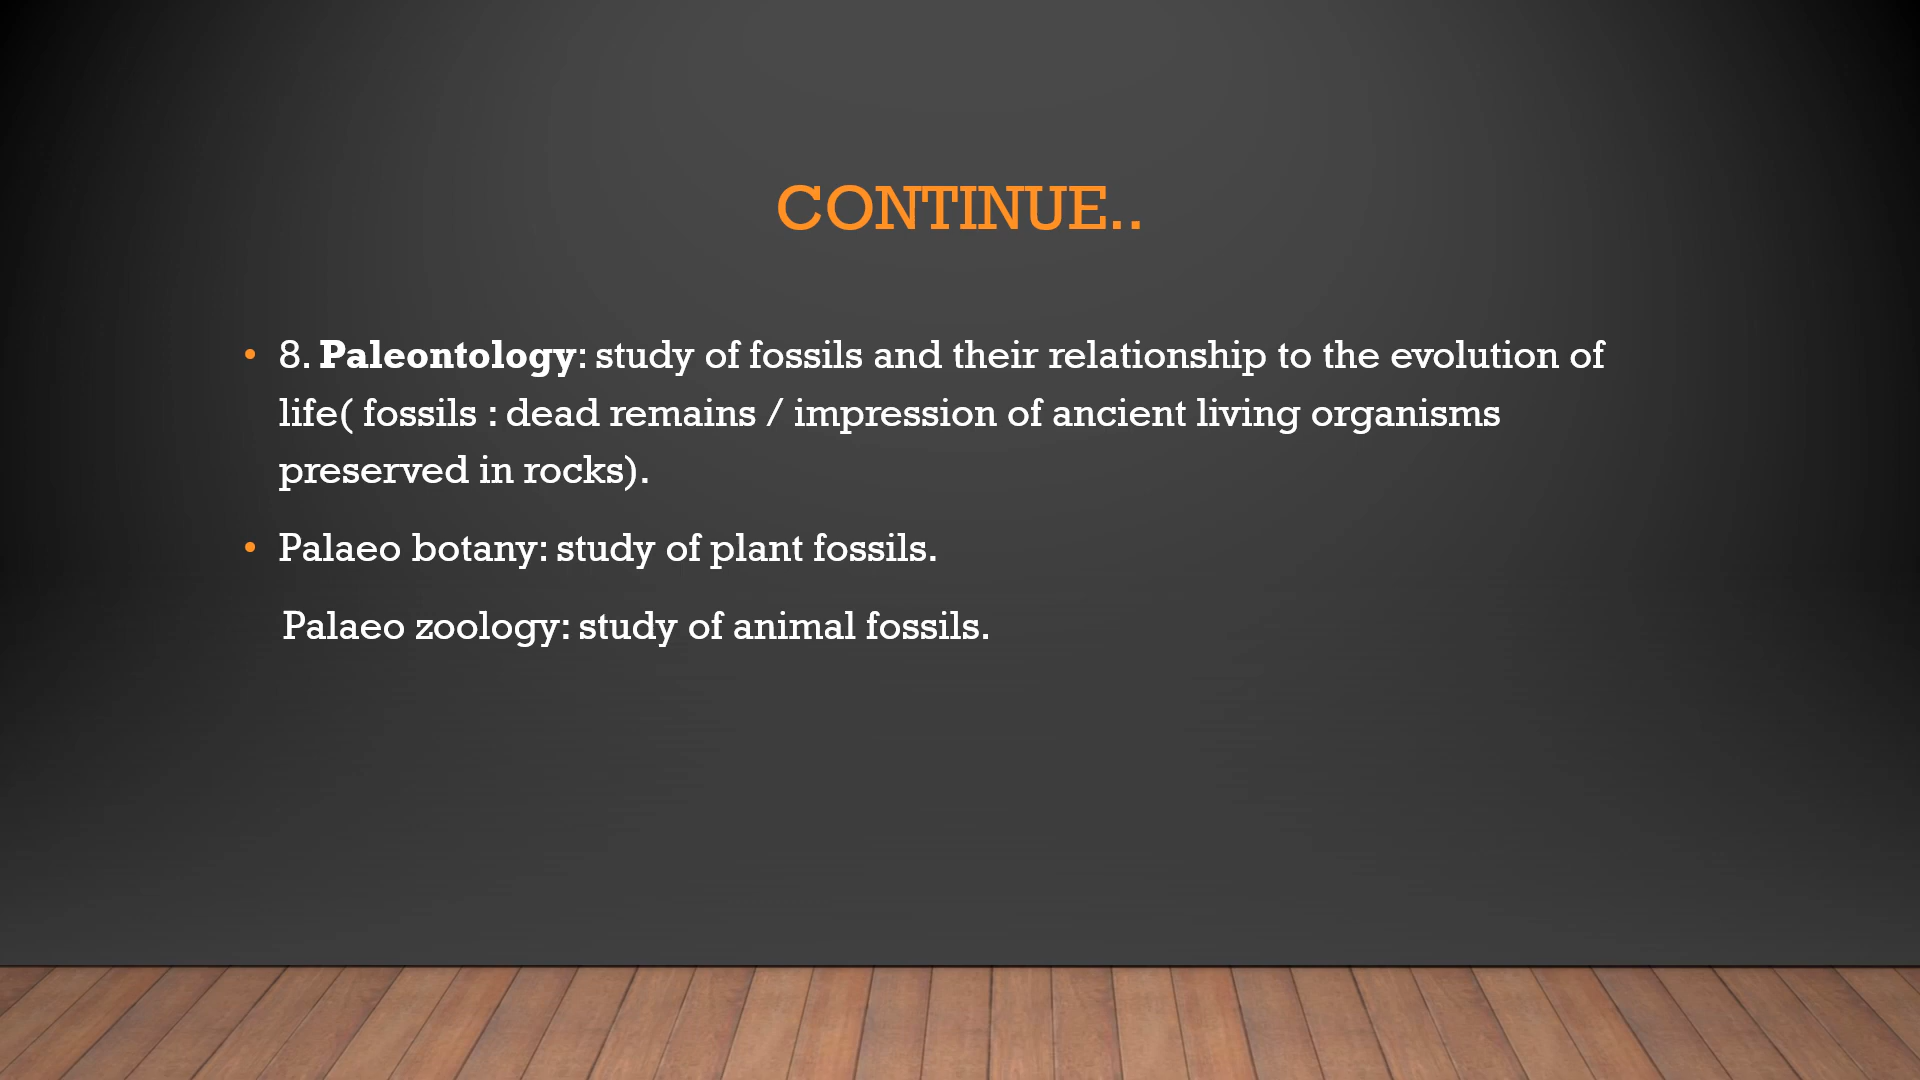 CONTINUE..
• 8. Paleontology: study of fossils and their relationship to the evolution of
life( fossils : dead remains / impression of ancient living organisms
preserved in rocks).
• Palaeo botany: study of plant fossils.
Palaeo zoology: study of animal fossils.